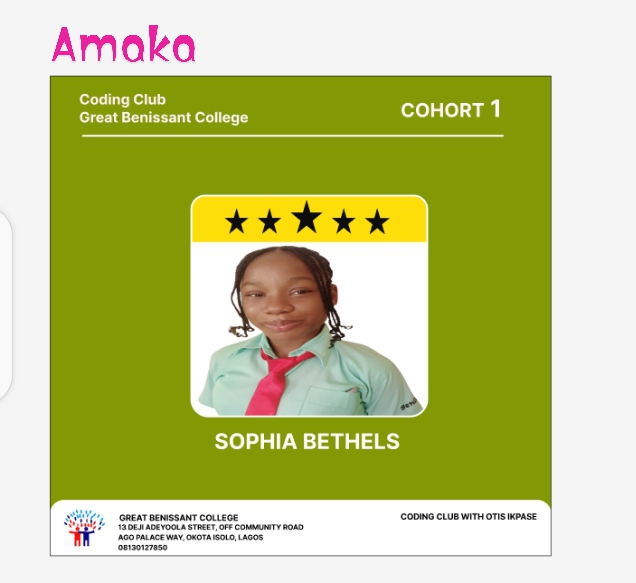 Amaka
Coding Club
Great Benissant College
COHORT 1
SOPHIA BETHELS
GREAT BENISSANT COLLEGE
13 DEJI ADEYOOLA STREET, OFF COMMUNITY ROAD
AGO PALACE WAY, OKOTA ISOLO, LAGOS
08130127850
CODING CLUB WITH OTIS IKPASE